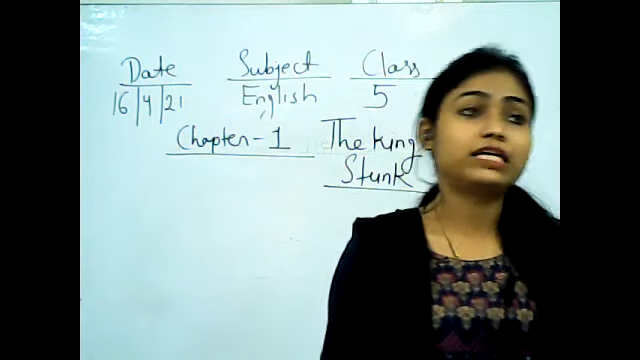 Date Subject Class
16/4/21 English 5
Chapter-1 The King
Stunk